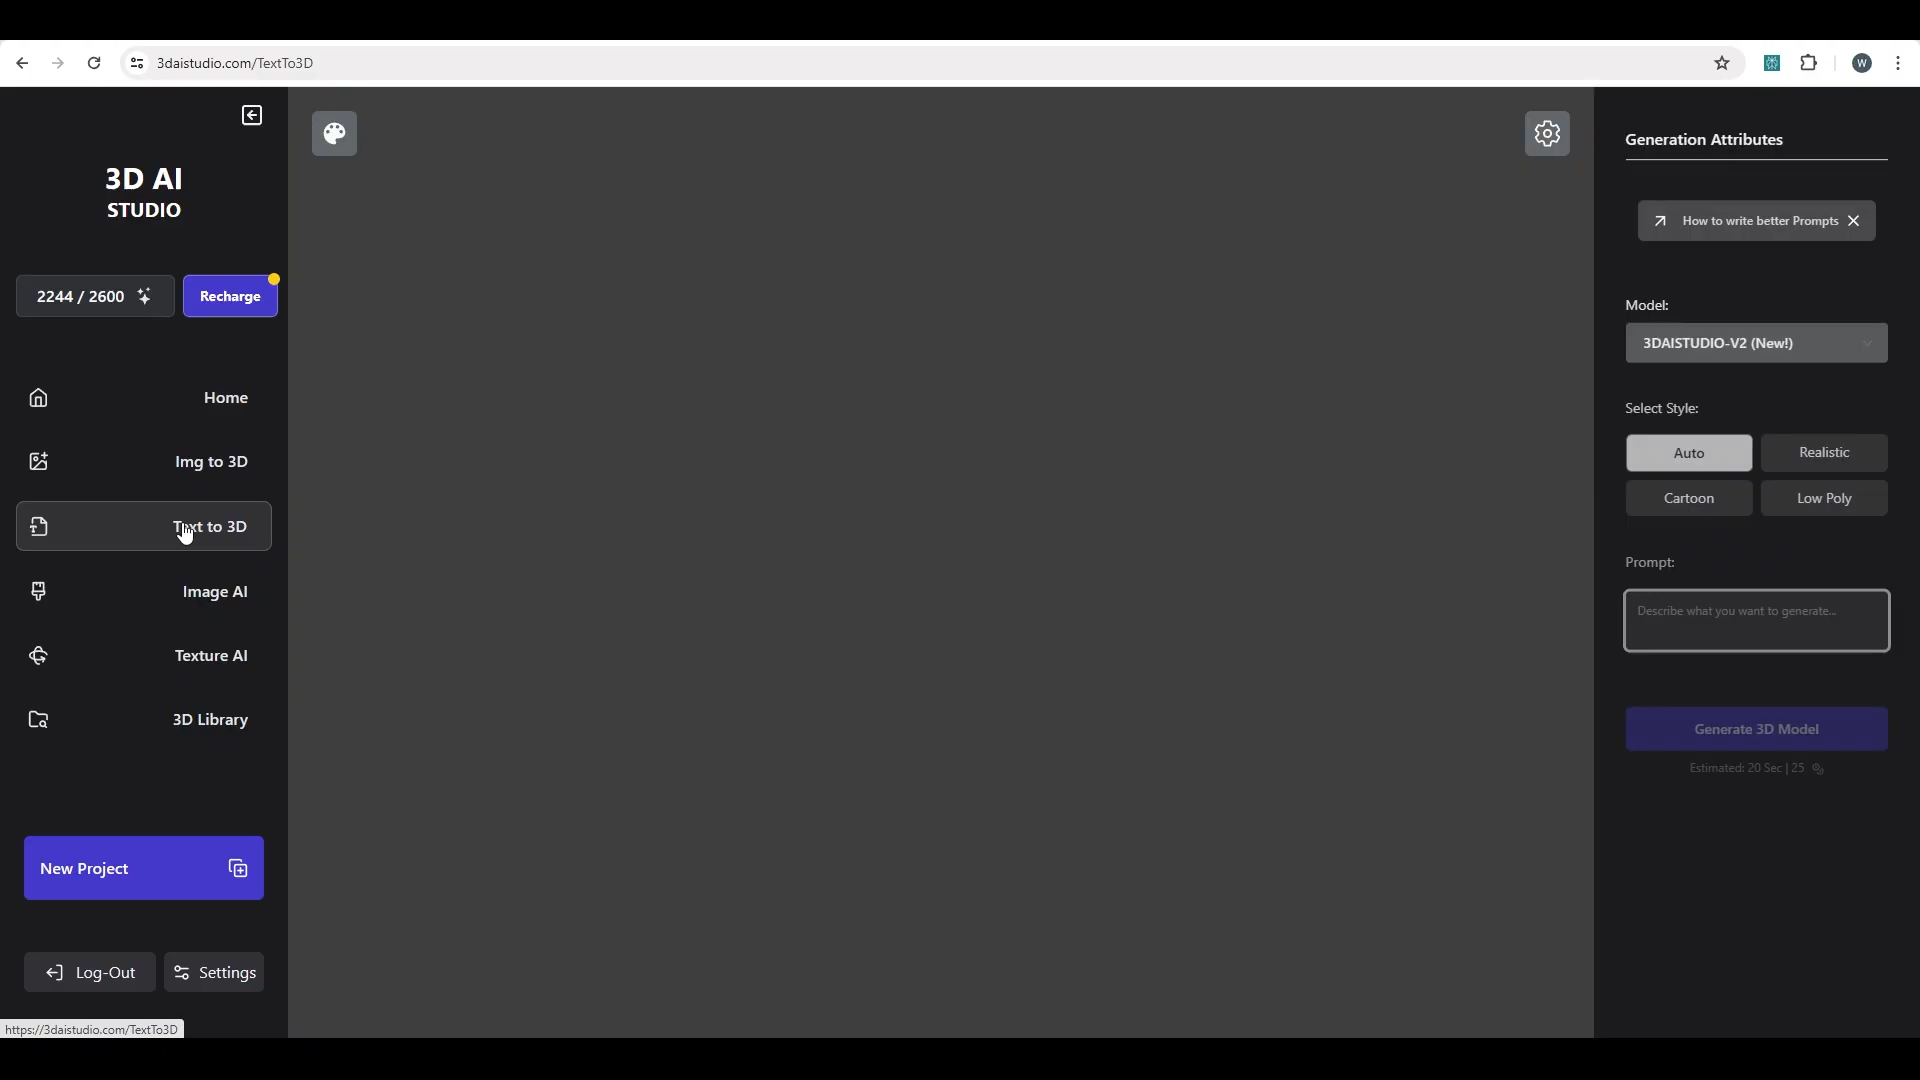 3daistudio.com/TextTo3D
W
3D AI
STUDIO
2244 / 2600
Recharge
Home
Img to 3D
Text to 3D
Image AI
Texture AI
3D Library
New Project
Log-Out
Settings
https://3daistudio.com/TextTo3D
Generation Attributes
How to write better Prompts
Model:
3DAISTUDIO-V2 (New!)
Select Style:
Auto
Realistic
Cartoon
Low Poly
Prompt:
Describe what you want to generate...
Generate 3D Model
Estimated: 20 Sec | 25